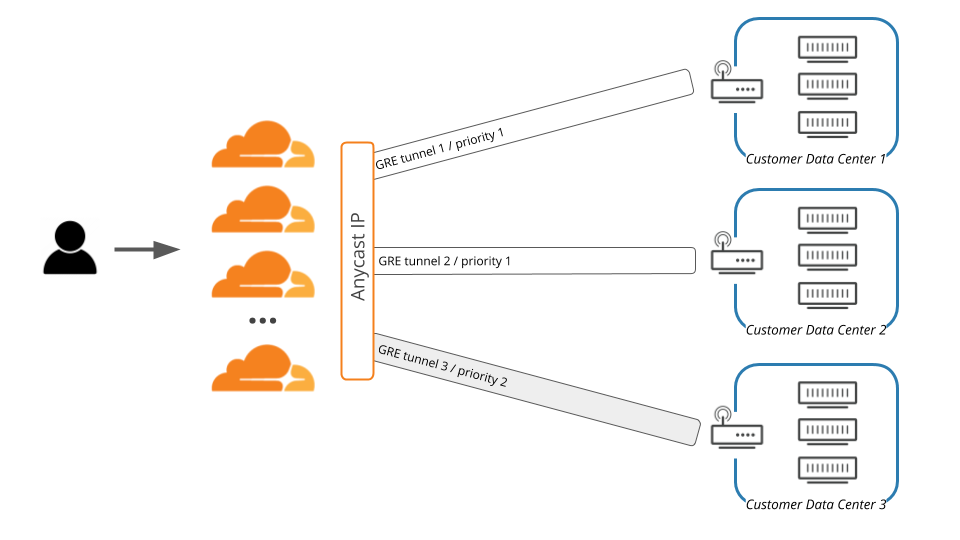 GRE tunnel 1 / priority 1
Customer Data Center 1
Anycast IP
GRE tunnel 2 / priority 1
Customer Data Center 2
GRE tunnel 3 / priority 2
Customer Data Center 3